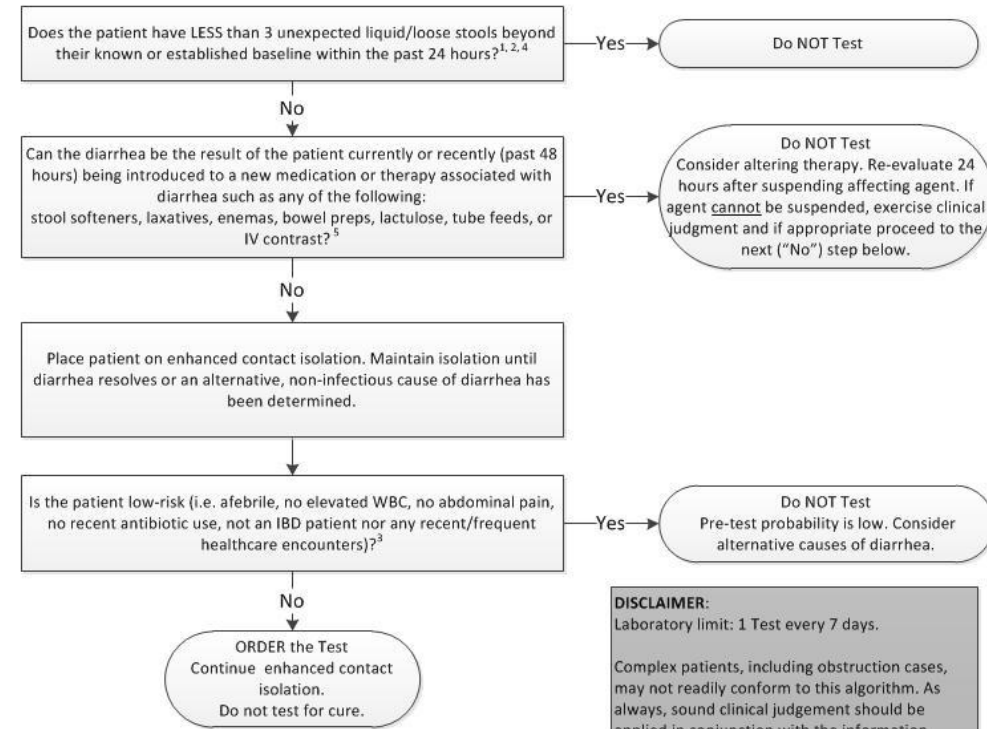 Does the patient have LESS than 3 unexpected liquid/loose stools beyond
their known or established baseline within the past 24 hours?1, 2, 4
Yes
Do NOT Test
No
Can the diarrhea be the result of the patient currently or recently (past 48
hours) being introduced to a new medication or therapy associated with
diarrhea such as any of the following:
stool softeners, laxatives, enemas, bowel preps, lactulose, tube feeds, or
IV contrast? 5
Yes
Do NOT Test
Consider altering therapy. Re-evaluate 24
hours after suspending affecting agent. If
agent cannot be suspended, exercise clinical
judgment and if appropriate proceed to the
next (“No”) step below.
No
Place patient on enhanced contact isolation. Maintain isolation until
diarrhea resolves or an alternative, non-infectious cause of diarrhea has
been determined.
Is the patient low-risk (i.e. afebrile, no elevated WBC, no abdominal pain,
no recent antibiotic use, not an IBD patient nor any recent/frequent
healthcare encounters)?3
Yes
Do NOT Test
Pre-test probability is low. Consider
alternative causes of diarrhea.
No
ORDER the Test
Continue enhanced contact
isolation.
Do not test for cure.
DISCLAIMER:
Laboratory limit: 1 Test every 7 days.
Complex patients, including obstruction cases,
may not readily conform to this algorithm. As
always, sound clinical judgement should be
applied in conjunction with the information